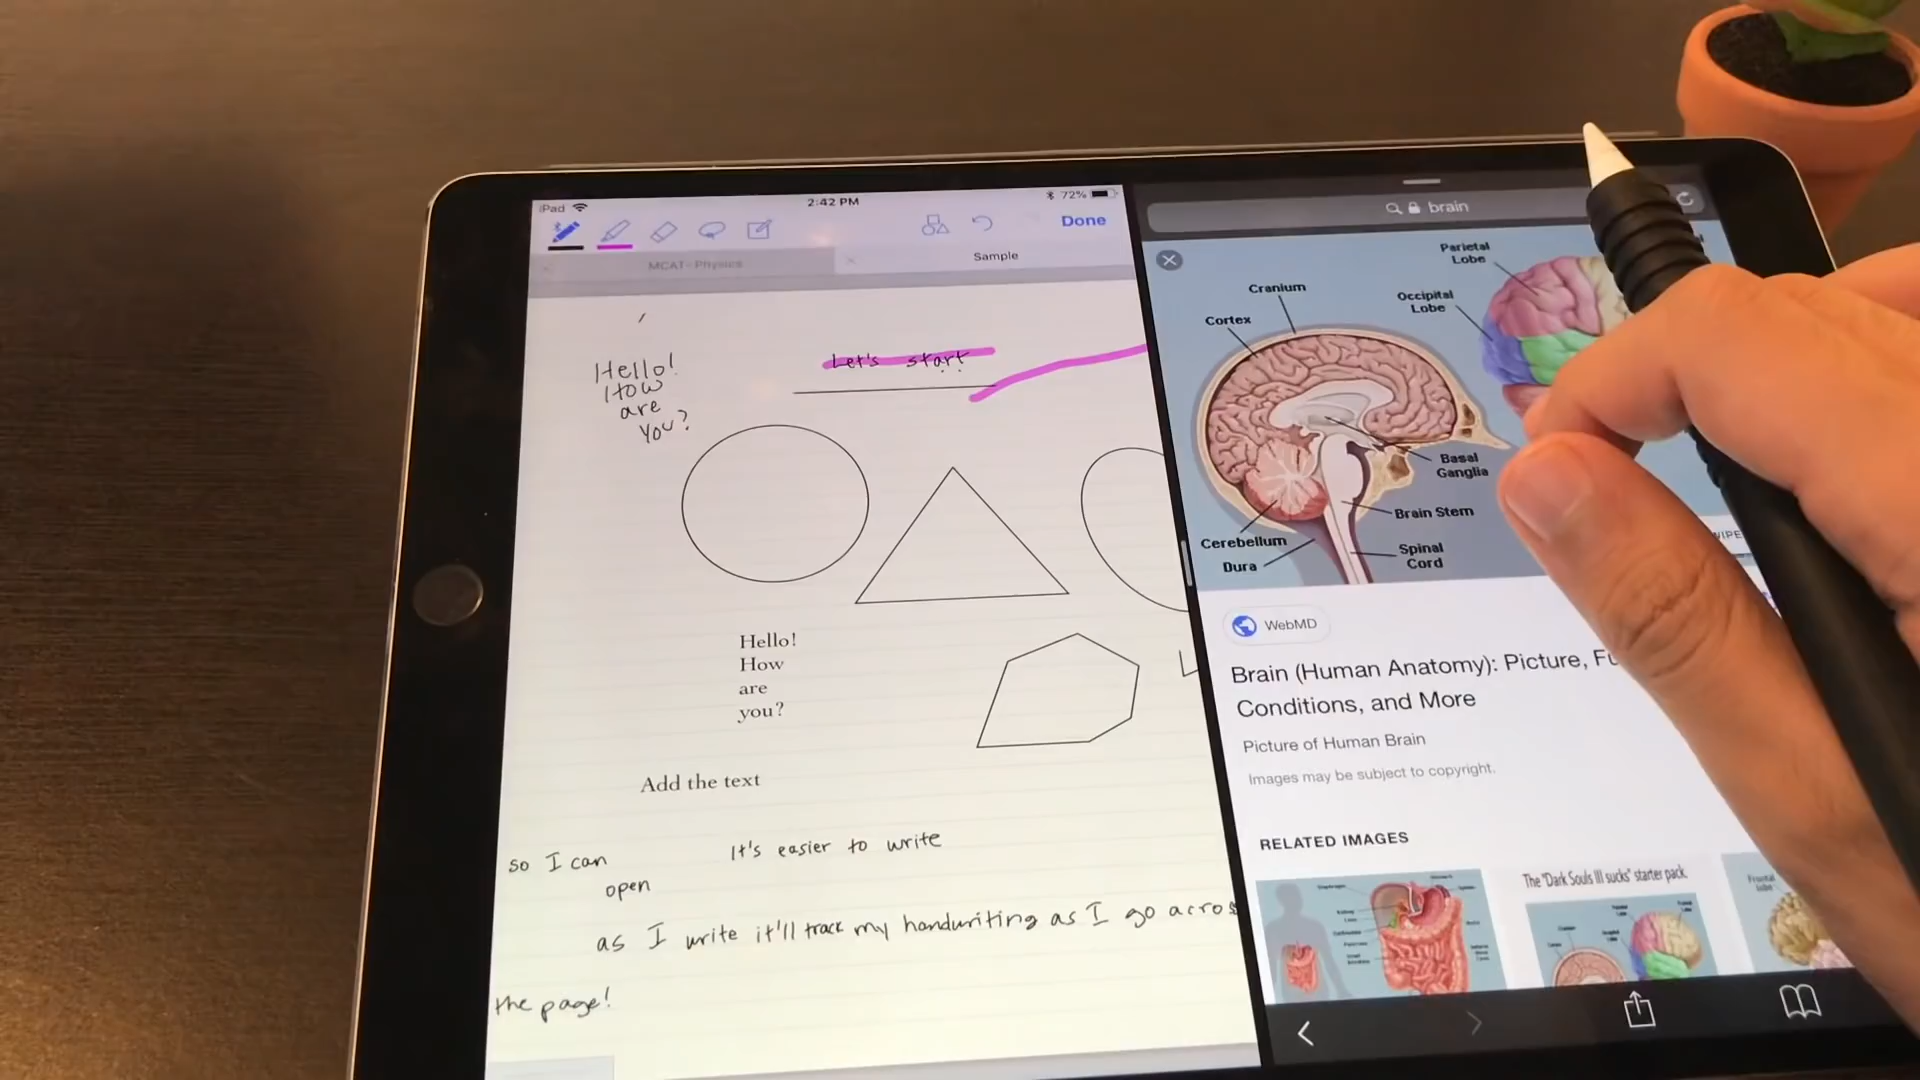 iPad
2:42 PM
72%
Done
MCAT- Physics
Sample
Let's start
Hello!
How
are
you?
Hello!
How
are
you?
Add the text
so I can
open
It's easier to write
as I write it'll track my handwriting as I go acros
the page!
brain
Parietal
Lobe
Occipital
Lobe
Cranium
Cortex
Basal
Ganglia
Brain Stem
Cerebellum
Spinal
Cord
Dura
WebMD
Brain (Human Anatomy): Picture, Fu
Conditions, and More
Picture of Human Brain
Images may be subject to copyright.
RELATED IMAGES
The "Dark Souls III sucks" starter pack.
Frontal
lobe